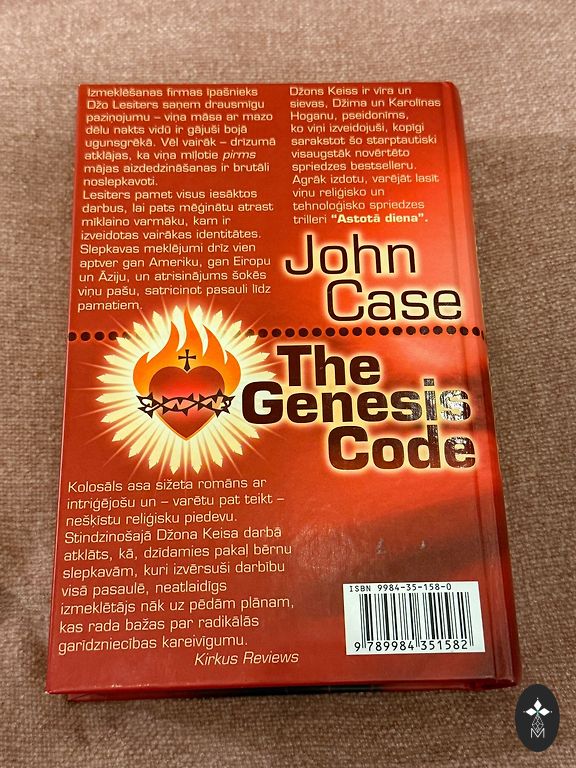 Izmeklēšanas firmas īpašnieks
Džo Lesiters saņem drausmīgu
paziņojumu – viņa māsa ar mazo
dēlu nakts vidū ir gājuši bojā
ugunsgrēkā. Vēl vairāk – drīzumā
atklājas, ka viņa mīļotie pirms
mājas aizdedzināšanas ir brutāli
noslepkavoti.
Lesiters pamet visus iesāktos
darbus, lai pats mēģinātu atrast
mīklaino varmāku, kam ir
izveidotas vairākas identitātes.
Slepkavas meklējumi drīz vien
aptver gan Ameriku, gan Eiropu
un Āziju, un atrisinājums šokēs
viņu pašu, satricinot pasauli līdz
pamatiem.
Džons Keiss ir vīra un
sievas, Džima un Karolīnas
Hoganu, pseidonīms,
ko viņi izveidojuši, kopīgi
sarakstot šo starptautiski
visaugstāk novērtēto
spriedzes bestselleru.
Agrāk izdotu, varējāt lasīt
viņu reliģisko un
tehnoloģisko spriedzes
trilleri "Astotā diena".
John
Case
The
Genesis
Code
Kolosāls asa sižeta romāns ar
intriģējošu un – varētu pat teikt –
nešķīstu reliģisku piedevu.
Stindzinošajā Džona Keisa darbā
atklāts, kā, dzīdamies pakaļ bērnu
slepkavām, kuri izvērsuši darbību
visā pasaulē, neatlaidīgs
izmeklētājs nāk uz pēdām plānam,
kas rada bažas par radikālās
garīdzniecības kareivīgumu.
Kirkus Reviews
ISBN 9984-35-158-0
9 789984 351582
M